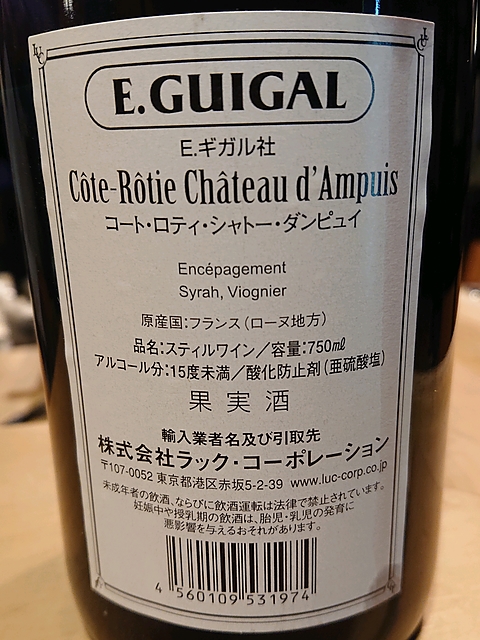 E.GUIGAL
E.ギガル社
Côte-Rôtie Château d'Ampuis
コート・ロティ・シャトー・ダンピュイ
Encépagement
Syrah, Viognier
原産国:フランス(ローヌ地方)
品名:スティルワイン/容量:750mℓ
アルコール分:15度未満/酸化防止剤(亜硫酸塩)
果実酒
輸入業者名及び引取先
株式会社ラック・コーポレーション
〒107-0052 東京都港区赤坂5-2-39 www.luc-corp.co.jp
未成年者の飲酒、ならびに飲酒運転は法律で禁止されています。
妊娠中や授乳期の飲酒は、胎児・乳児の発育に
悪影響を与えるおそれがあります。
4 560109 531974